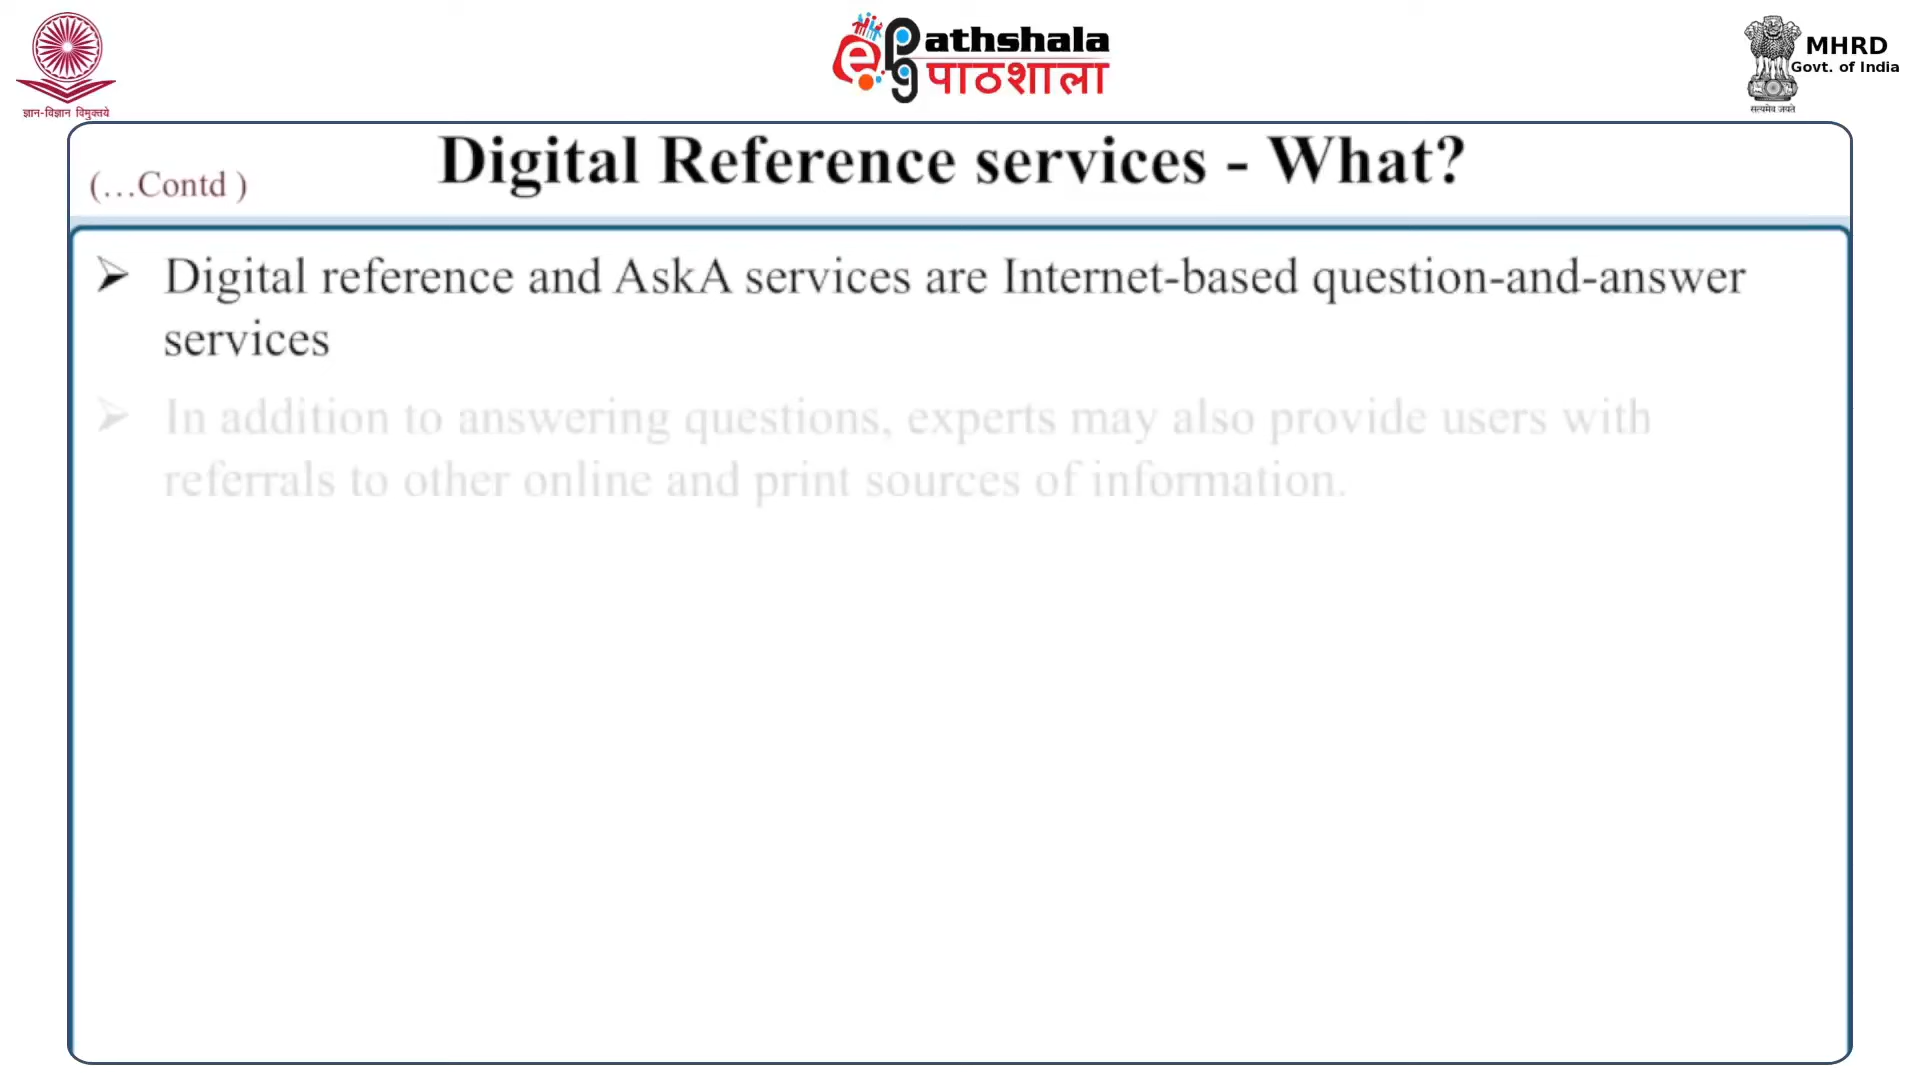 ज्ञान-विज्ञान विमुक्तये
ePathshala
पाठशाला
MHRD
Govt. of India
सत्यमेव जयते
(...Contd )
Digital Reference services - What?
➢ Digital reference and AskA services are Internet-based question-and-answer
services
➢ In addition to answering questions, experts may also provide users with
referrals to other online and print sources of information.